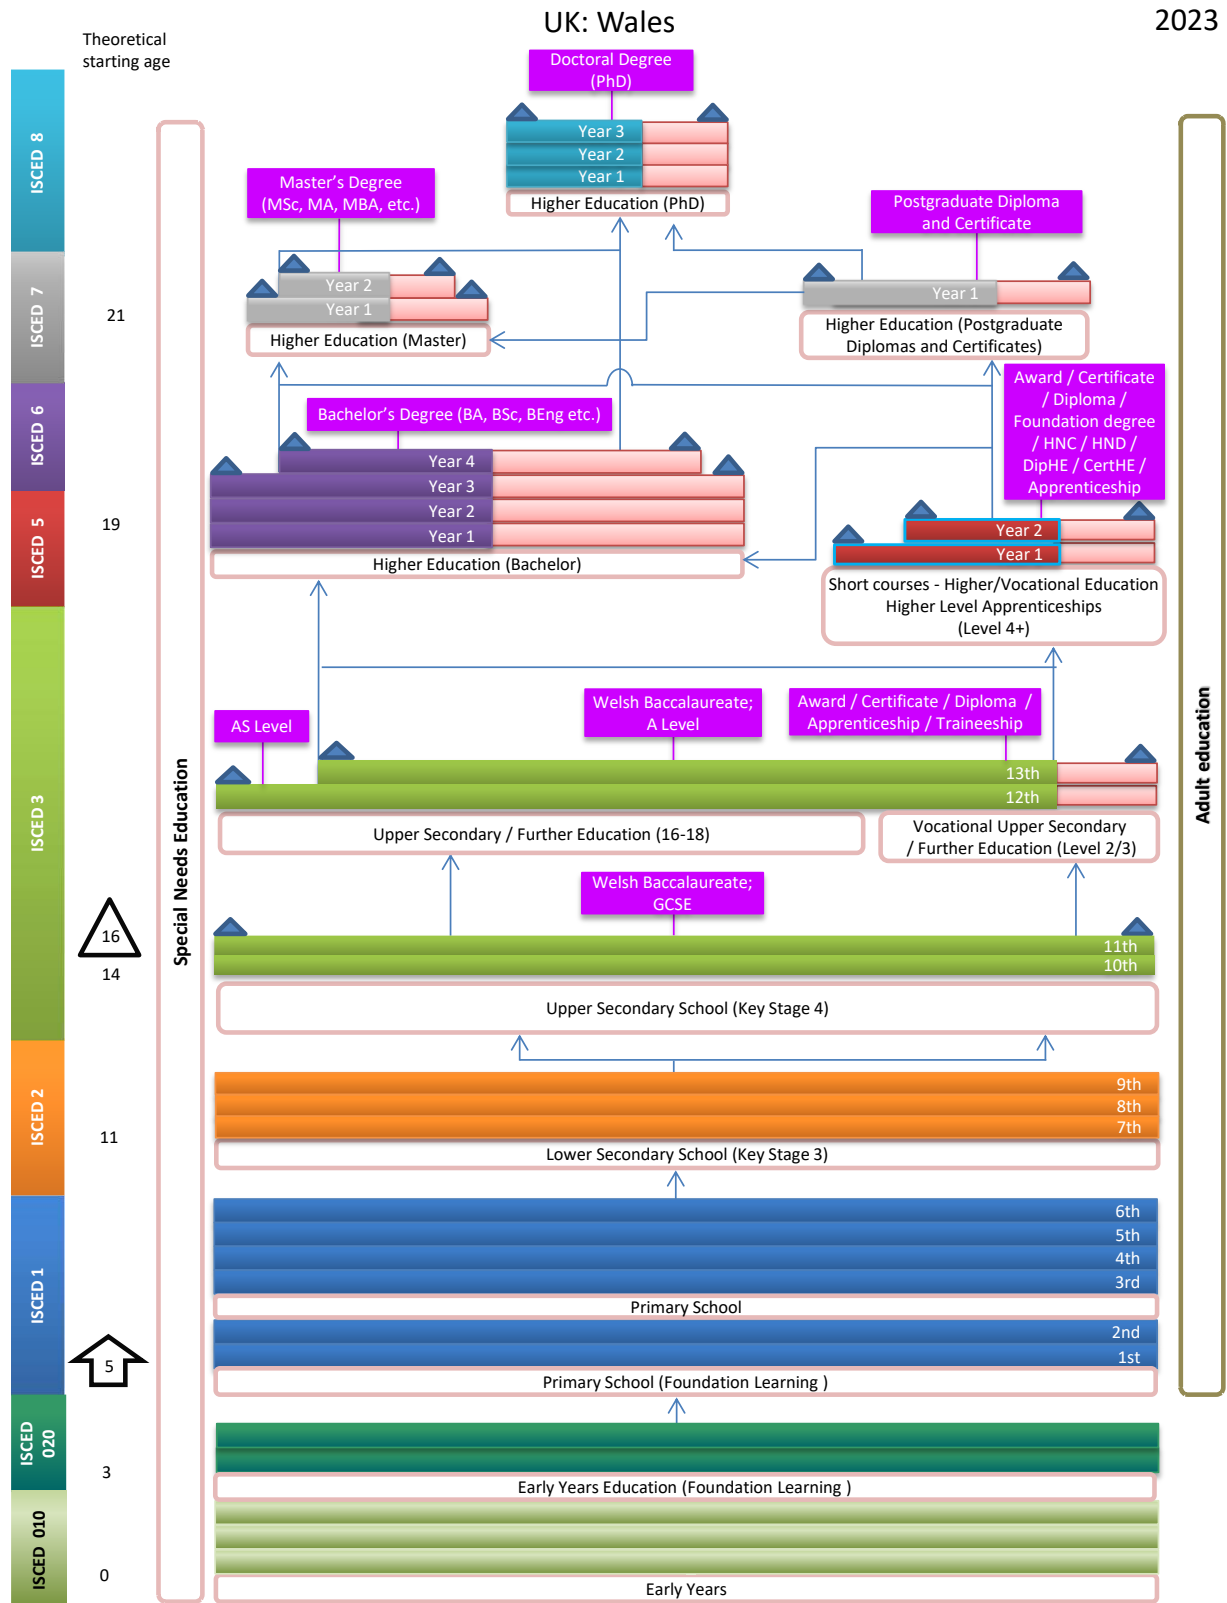 UK: Wales
2023
Theoretical
starting age
Doctoral Degree
(PhD)
Year 3
Year 2
Year 1
Higher Education (PhD)
ISCED 8
Master's Degree
(MSc, MA, MBA, etc.)
Postgraduate Diploma
and Certificate
Year 2
Year 1
Higher Education (Master)
Year 1
Higher Education (Postgraduate
Diplomas and Certificates)
ISCED 7
21
Award / Certificate
/ Diploma /
Foundation degree
/ HNC / HND /
DipHE / CertHE /
Apprenticeship
Bachelor's Degree (BA, BSc, BEng etc.)
ISCED 6
Year 4
Year 3
Year 2
Year 1
Higher Education (Bachelor)
ISCED 5
19
Year 2
Year 1
Short courses - Higher/Vocational Education
Higher Level Apprenticeships
(Level 4+)
AS Level
Welsh Baccalaureate;
A Level
Award / Certificate / Diploma /
Apprenticeship / Traineeship
13th
12th
Upper Secondary / Further Education (16-18)
Vocational Upper Secondary
/ Further Education (Level 2/3)
ISCED 3
Special Needs Education
Adult education
Welsh Baccalaureate;
GCSE
16
14
11th
10th
Upper Secondary School (Key Stage 4)
ISCED 2
11
9th
8th
7th
Lower Secondary School (Key Stage 3)
ISCED 1
6th
5th
4th
3rd
Primary School
5
2nd
1st
Primary School (Foundation Learning )
ISCED
020
3
Early Years Education (Foundation Learning )
ISCED 010
0
Early Years